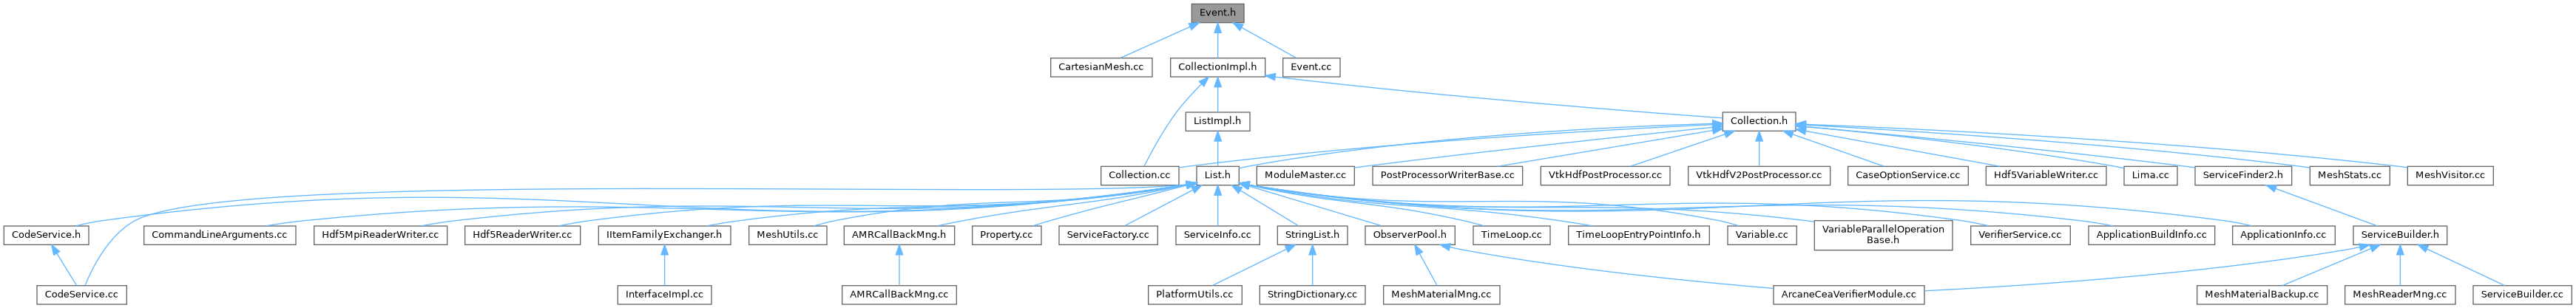 Event.h
CartesianMesh.cc
CollectionImpl.h
Event.cc
ListImpl.h
Collection.h
Collection.cc
List.h
ModuleMaster.cc
PostProcessorWriterBase.cc
VtkHdfPostProcessor.cc
VtkHdfV2PostProcessor.cc
CaseOptionService.cc
Hdf5VariableWriter.cc
Lima.cc
ServiceFinder2.h
MeshStats.cc
MeshVisitor.cc
CodeService.h
CommandLineArguments.cc
Hdf5MpiReaderWriter.cc
Hdf5ReaderWriter.cc
IItemFamilyExchanger.h
MeshUtils.cc
AMRCallBackMng.h
Property.cc
ServiceFactory.cc
ServiceInfo.cc
StringList.h
ObserverPool.h
TimeLoop.cc
TimeLoopEntryPointInfo.h
Variable.cc
VariableParallelOperation
Base.h
VerifierService.cc
ApplicationBuildInfo.cc
ApplicationInfo.cc
ServiceBuilder.h
CodeService.cc
InterfaceImpl.cc
AMRCallBackMng.cc
PlatformUtils.cc
StringDictionary.cc
MeshMaterialMng.cc
ArcaneCeaVerifierModule.cc
MeshMaterialBackup.cc
MeshReaderMng.cc
ServiceBuilder.cc